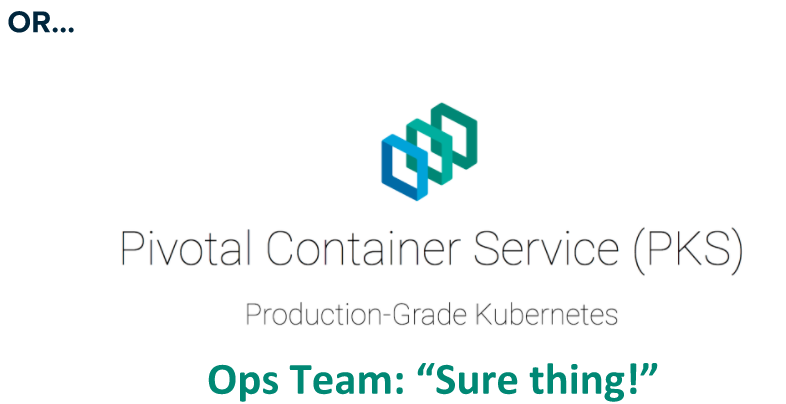 OR...
Pivotal Container Service (PKS)
Production-Grade Kubernetes
Ops Team: “Sure thing!”